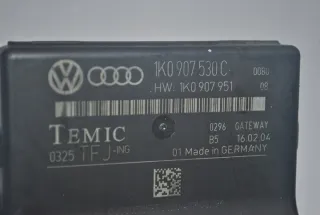 1K0 907 530 C 0080
HW: 1K0 907 951 08
TEMIC 0296 GATEWAY
0325 TFJ-ING 85 16.02.04
01 Made in GERMANY